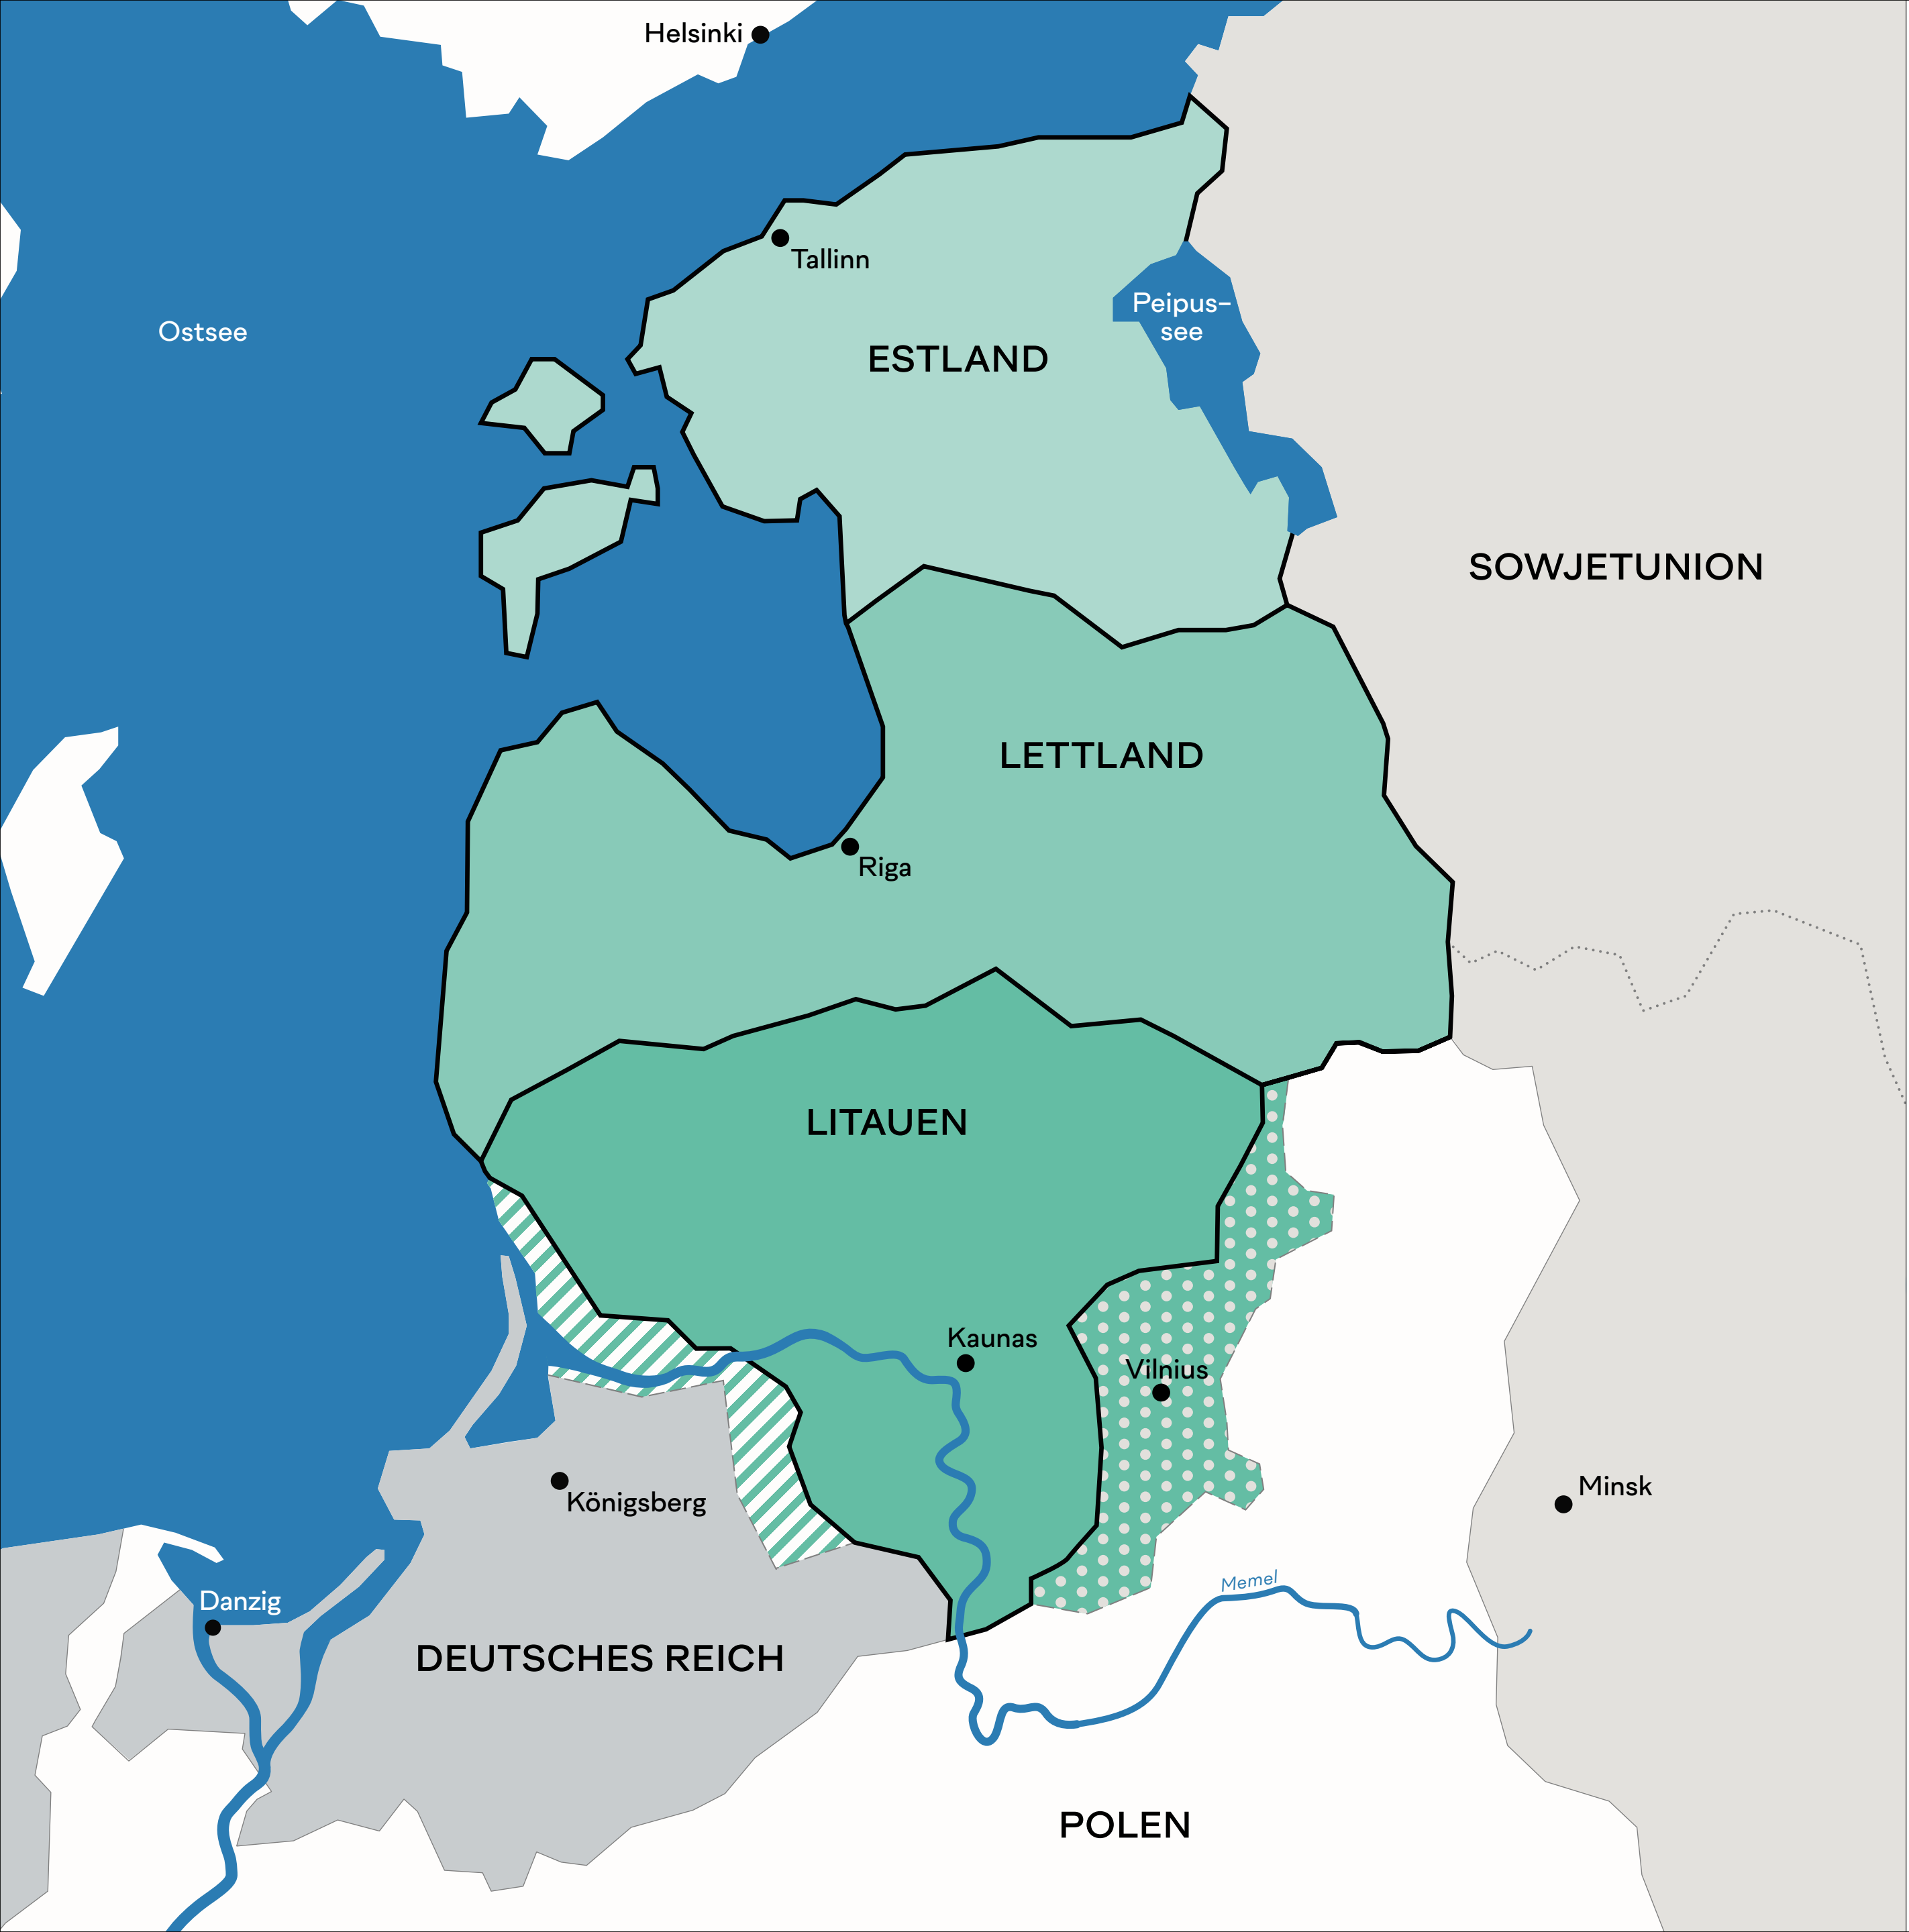 Helsinki
Tallinn
Ostsee
Peipus–
see
ESTLAND
SOWJETUNION
LETTLAND
Riga
LITAUEN
Kaunas
Vilnius
Königsberg
Minsk
Memel
Danzig
DEUTSCHES REICH
POLEN